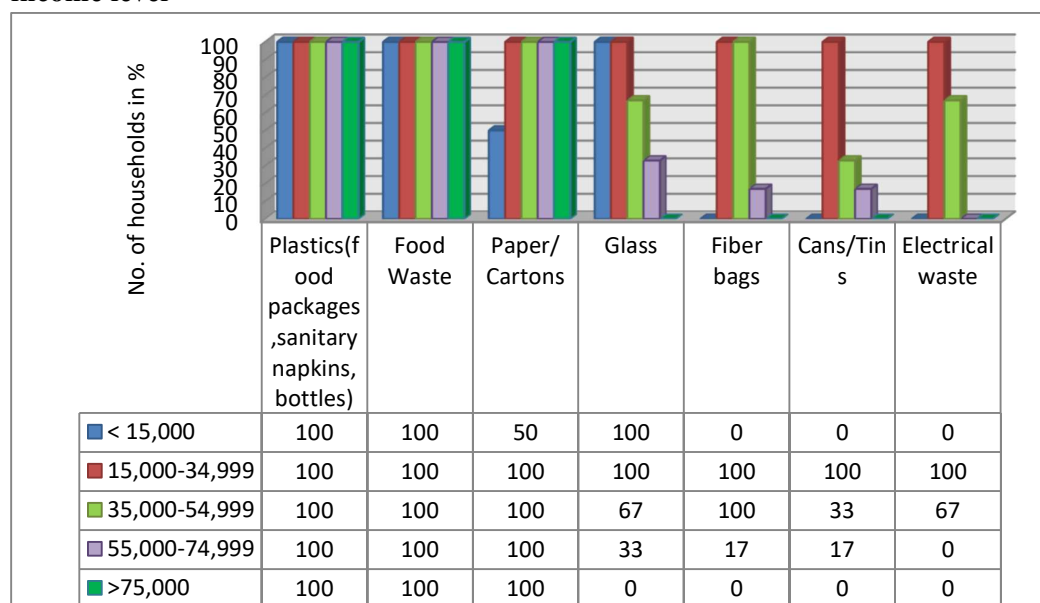 No. of households in %
100
90
80
70
60
50
40
30
20
10
0
Plastics(f
ood
packages
,sanitary
napkins,
bottles)
Food
Waste
Paper/
Cartons
Glass
Fiber
bags
Cans/Tin
s
Electrical
waste
< 15,000 100 100 50 100 0 0 0
15,000-34,999 100 100 100 100 100 100 100
35,000-54,999 100 100 100 67 100 33 67
55,000-74,999 100 100 100 33 17 17 0
>75,000 100 100 100 0 0 0 0